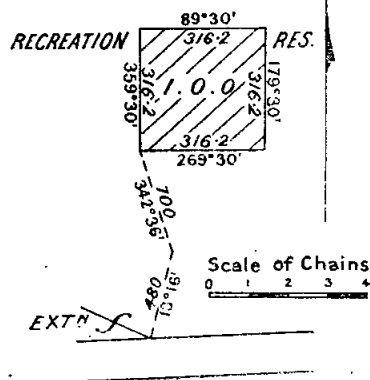 89°30'
316·2
RECREATION
RES.
359°30'
316·2
1.0.0
316·2
179°30'
316·2
269°30'
700
342°36'
480
10°16'
Scale of Chains
0 1 2 3 4
EXTN